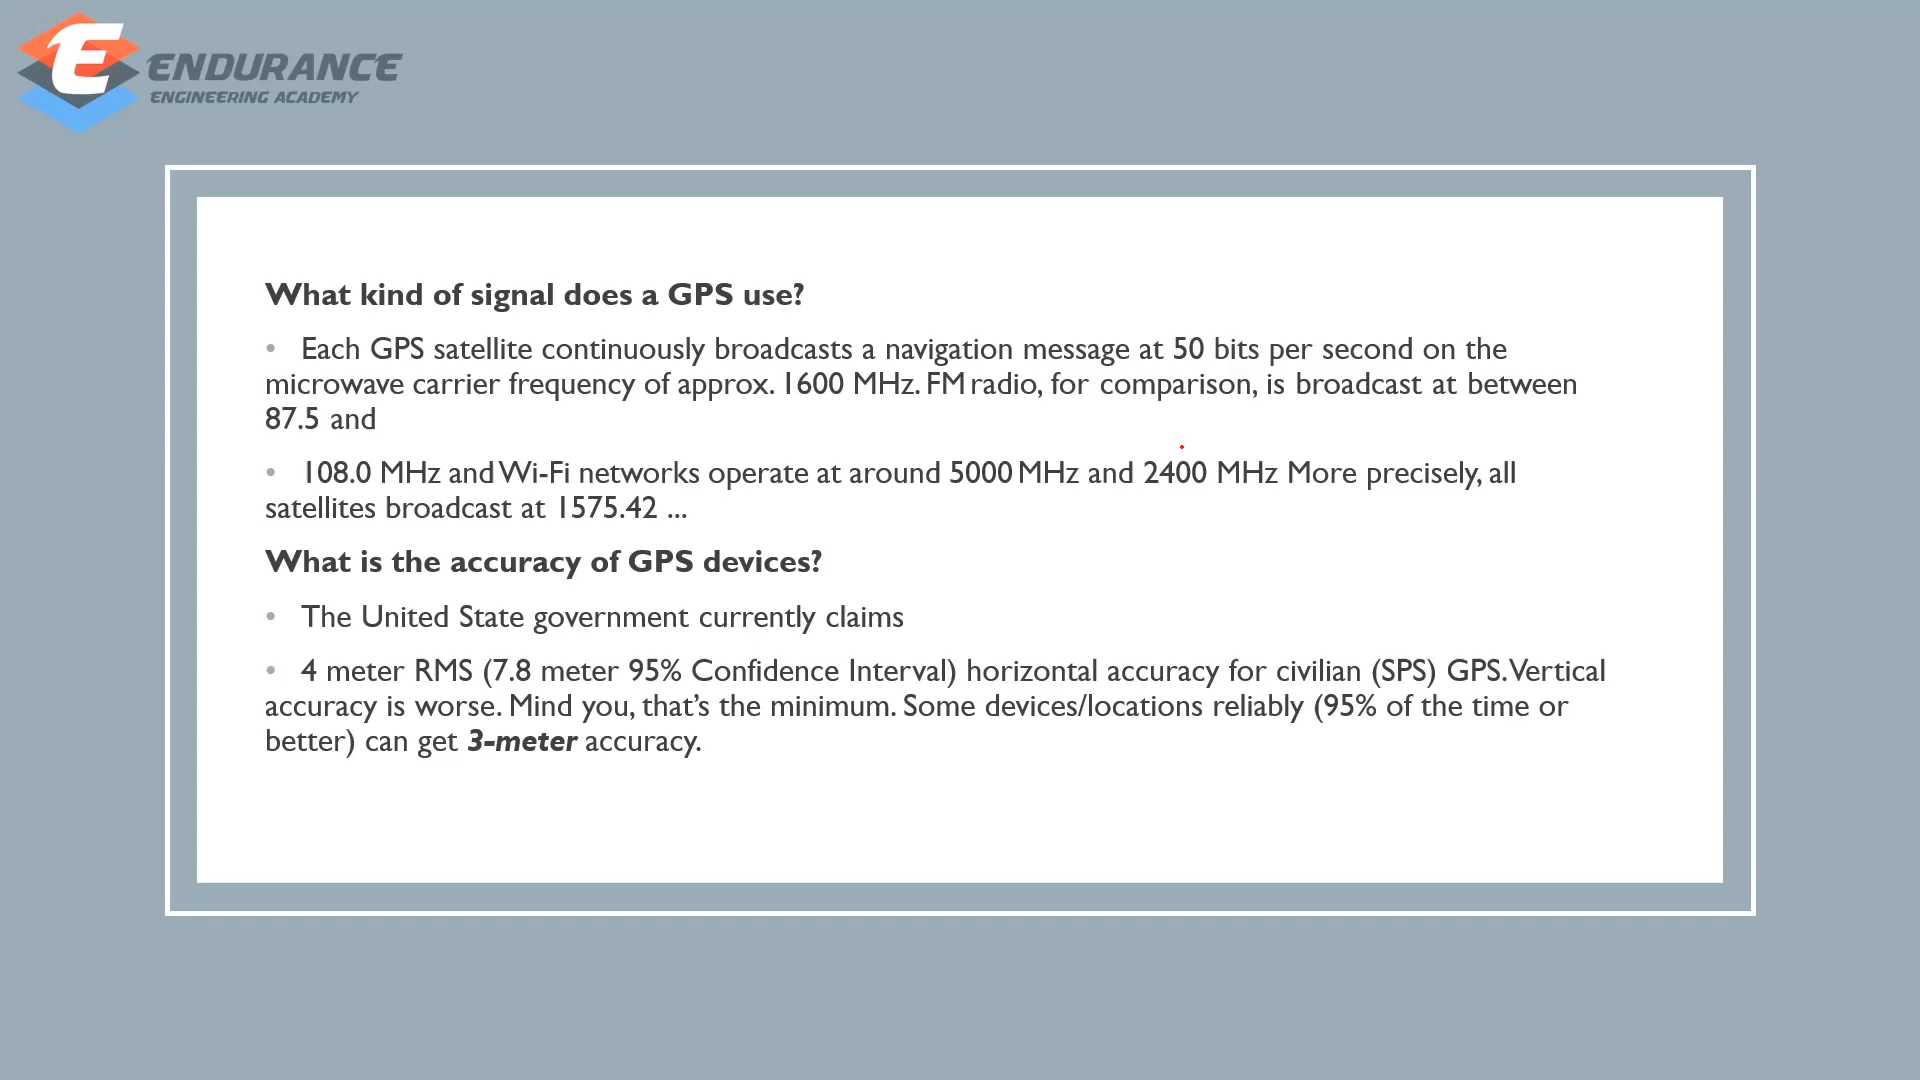 E ENDURANCE
ENGINEERING ACADEMY
What kind of signal does a GPS use?
• Each GPS satellite continuously broadcasts a navigation message at 50 bits per second on the
microwave carrier frequency of approx. 1600 MHz. FM radio, for comparison, is broadcast at between
87.5 and
• 108.0 MHz and Wi-Fi networks operate at around 5000 MHz and 2400 MHz More precisely, all
satellites broadcast at 1575.42 ...
What is the accuracy of GPS devices?
• The United State government currently claims
• 4 meter RMS (7.8 meter 95% Confidence Interval) horizontal accuracy for civilian (SPS) GPS. Vertical
accuracy is worse. Mind you, that's the minimum. Some devices/locations reliably (95% of the time or
better) can get 3-meter accuracy.